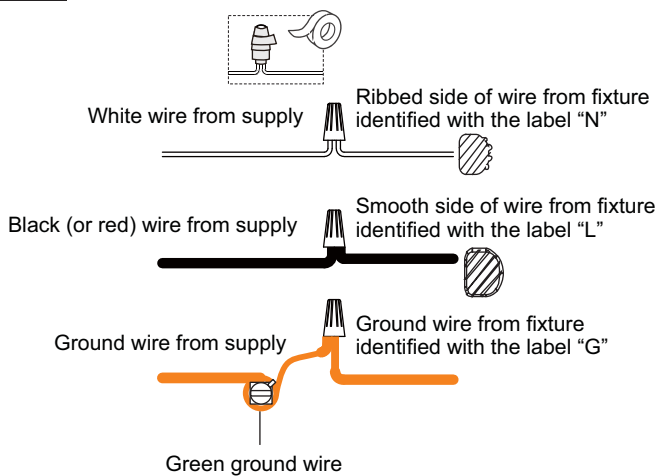 White wire from supply
Ribbed side of wire from fixture
identified with the label “N”
Black (or red) wire from supply
Smooth side of wire from fixture
identified with the label “L”
Ground wire from supply
Ground wire from fixture
identified with the label “G”
Green ground wire